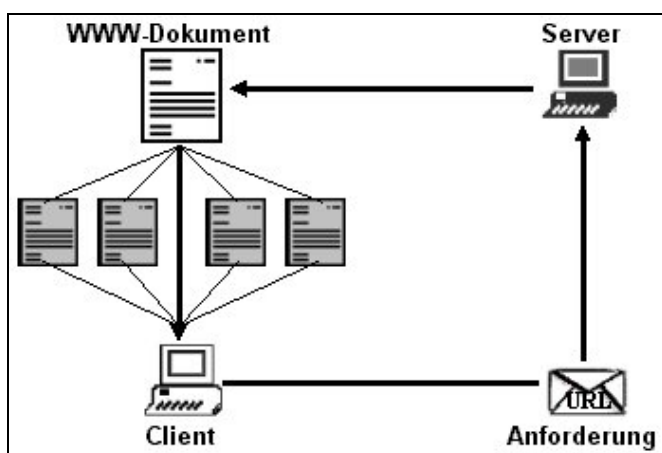 WWW-Dokument
Server
URL
Client
Anforderung